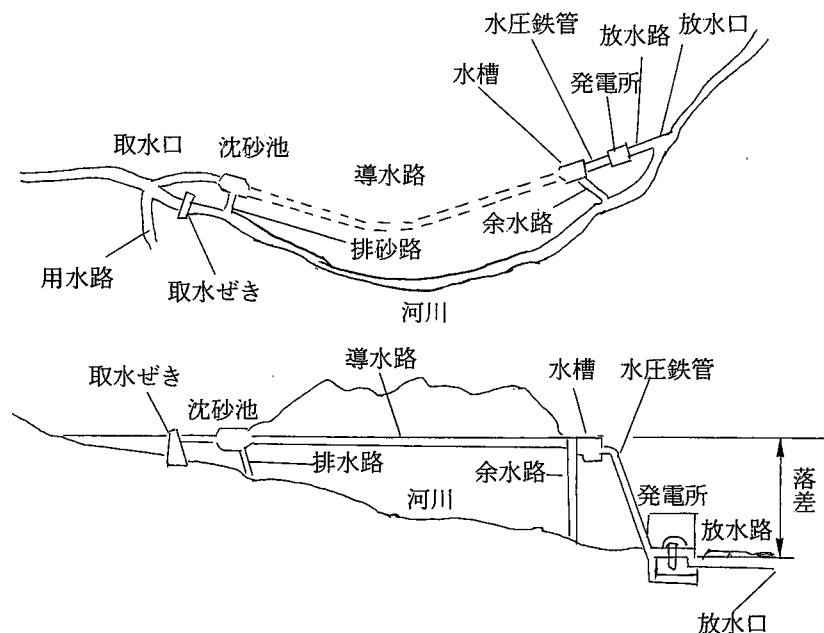 水圧鉄管
放水路
放水口
水槽
発電所
取水口
沈砂池
導水路
余水路
排砂路
用水路
取水ぜき
河川
導水路
水槽
水圧鉄管
取水ぜき
沈砂池
排水路
余水路
発電所
落差
河川
放水路
放水口